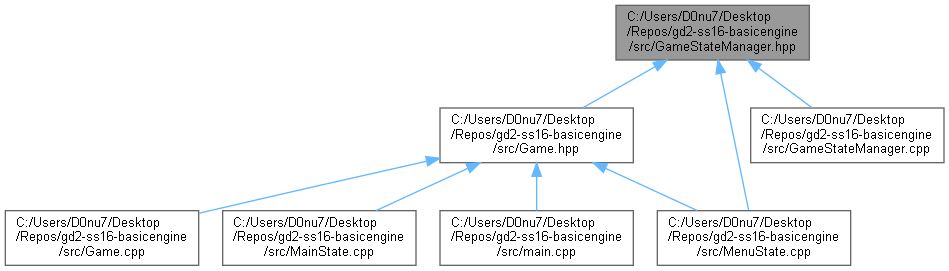 C:/Users/D0nu7/Desktop
/Repos/gd2-ss16-basicengine
/src/GameStateManager.hpp
C:/Users/D0nu7/Desktop
/Repos/gd2-ss16-basicengine
/src/Game.hpp
C:/Users/D0nu7/Desktop
/Repos/gd2-ss16-basicengine
/src/GameStateManager.cpp
C:/Users/D0nu7/Desktop
/Repos/gd2-ss16-basicengine
/src/Game.cpp
C:/Users/D0nu7/Desktop
/Repos/gd2-ss16-basicengine
/src/MainState.cpp
C:/Users/D0nu7/Desktop
/Repos/gd2-ss16-basicengine
/src/main.cpp
C:/Users/D0nu7/Desktop
/Repos/gd2-ss16-basicengine
/src/MenuState.cpp